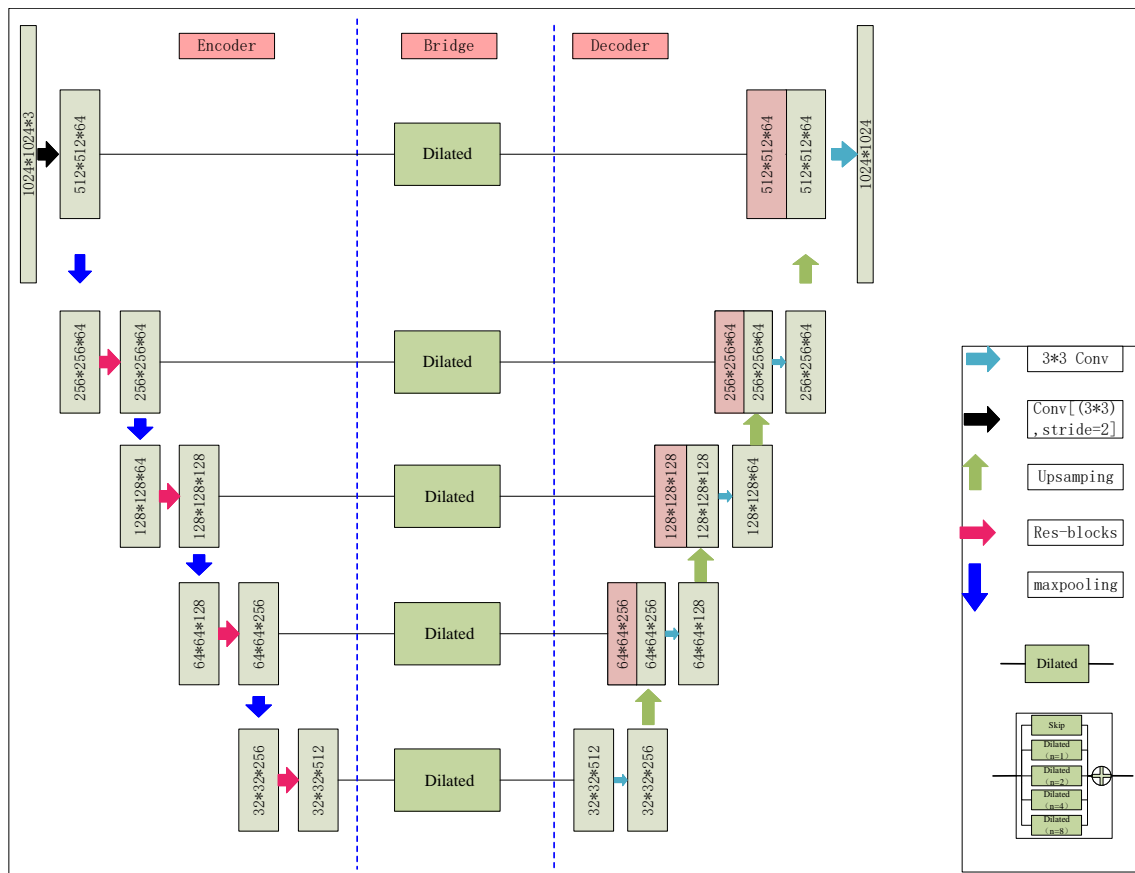 Encoder
Bridge
Decoder
1024*1024*3
512*512*64
Dilated
512*512*64
512*512*64
1024*1024
256*256*64
256*256*64
Dilated
256*256*64
256*256*64
256*256*64
128*128*64
128*128*128
Dilated
128*128*128
128*128*128
128*128*64
64*64*128
64*64*256
Dilated
64*64*256
64*64*256
64*64*128
32*32*256
32*32*512
Dilated
32*32*512
32*32*256
3*3 Conv
Conv[(3*3)
,stride=2]
Upsamping
Res-blocks
maxpooling
Dilated
Skip
Dilated
(n=1)
Dilated
(n=2)
Dilated
(n=4)
Dilated
(n=8)